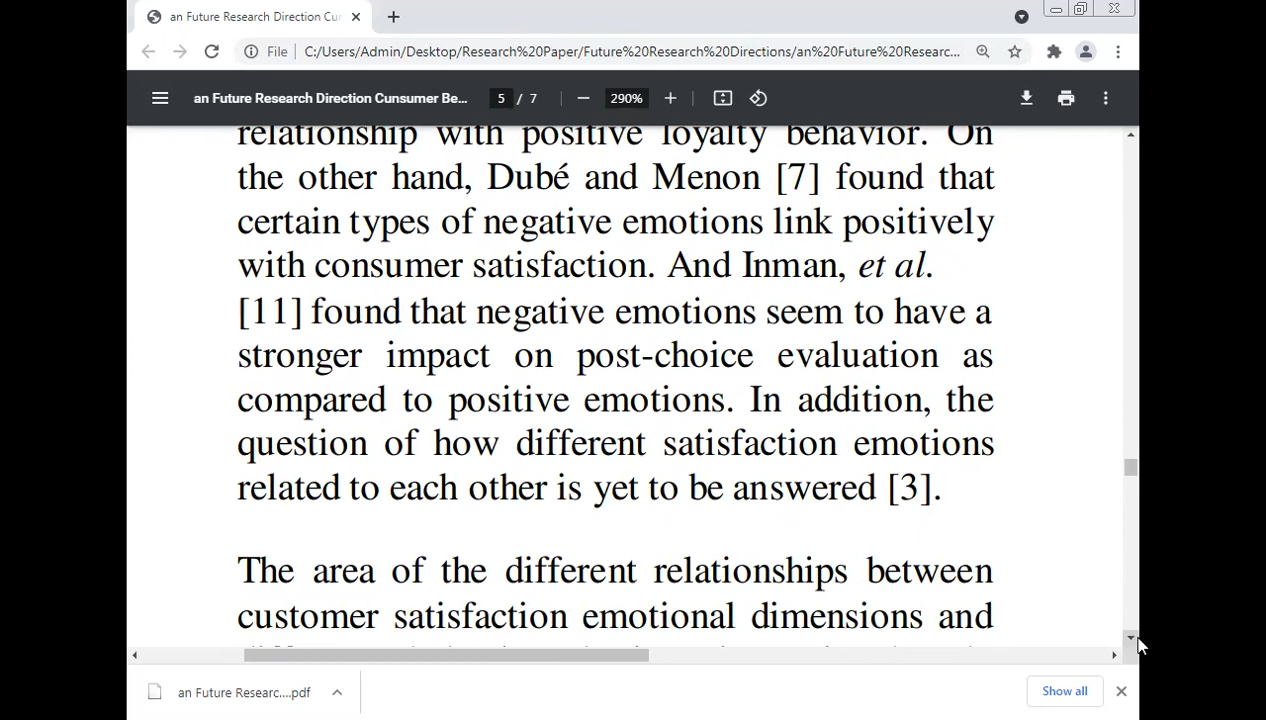 an Future Research Direction Cu
File
C:/Users/Admin/Desktop/Research%20Paper/Future%20Research%20Directions/an%20Future%20Researc...
an Future Research Direction Cunsumer Be...
5 / 7
290%
relationship with positive loyalty behavior. On
the other hand, Dubé and Menon [7] found that
certain types of negative emotions link positively
with consumer satisfaction. And Inman, et al.
[11] found that negative emotions seem to have a
stronger impact on post-choice evaluation as
compared to positive emotions. In addition, the
question of how different satisfaction emotions
related to each other is yet to be answered [3].
The area of the different relationships between
customer satisfaction emotional dimensions and
an Future Researc....pdf
Show all